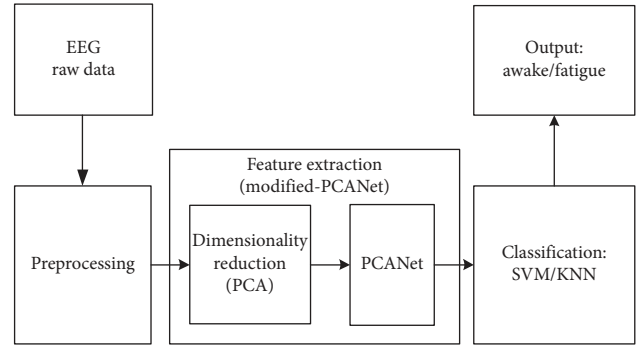 EEG
raw data
Output:
awake/fatigue
Feature extraction
(modified-PCANet)
Preprocessing
Dimensionality
reduction
(PCA)
PCANet
Classification:
SVM/KNN